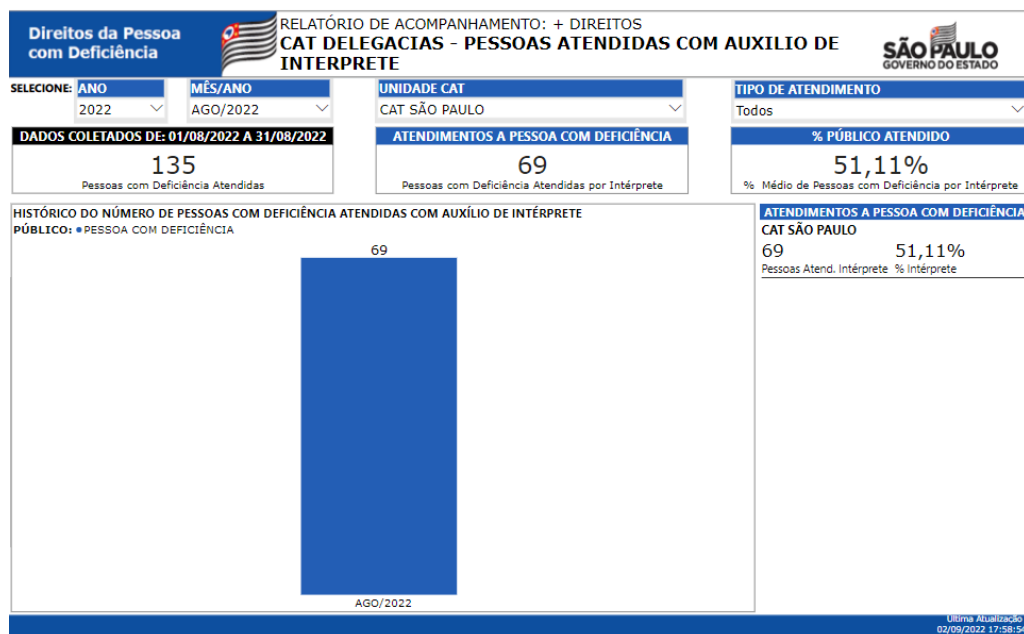 Direitos da Pessoa
com Deficiência
RELATÓRIO DE ACOMPANHAMENTO: + DIREITOS
CAT DELEGACIAS - PESSOAS ATENDIDAS COM AUXILIO DE
INTERPRETE
SÃO PAULO
GOVERNO DO ESTADO
SELECIONE: ANO MÊS/ANO UNIDADE CAT TIPO DE ATENDIMENTO
2022 AGO/2022 CAT SÃO PAULO Todos
DADOS COLETADOS DE: 01/08/2022 A 31/08/2022 ATENDIMENTOS A PESSOA COM DEFICIÊNCIA % PÚBLICO ATENDIDO
135 69 51,11%
Pessoas com Deficiência Atendidas Pessoas com Deficiência Atendidas por Intérprete % Médio de Pessoas com Deficiência por Intérprete
HISTÓRICO DO NÚMERO DE PESSOAS COM DEFICIÊNCIA ATENDIDAS COM AUXÍLIO DE INTÉRPRETE
PÚBLICO: PESSOA COM DEFICIÊNCIA
69
AGO/2022
ATENDIMENTOS A PESSOA COM DEFICIÊNCIA
CAT SÃO PAULO
69 51,11%
Pessoas Atend. Intérprete % Intérprete
Última Atualização
02/09/2022 17:58:54